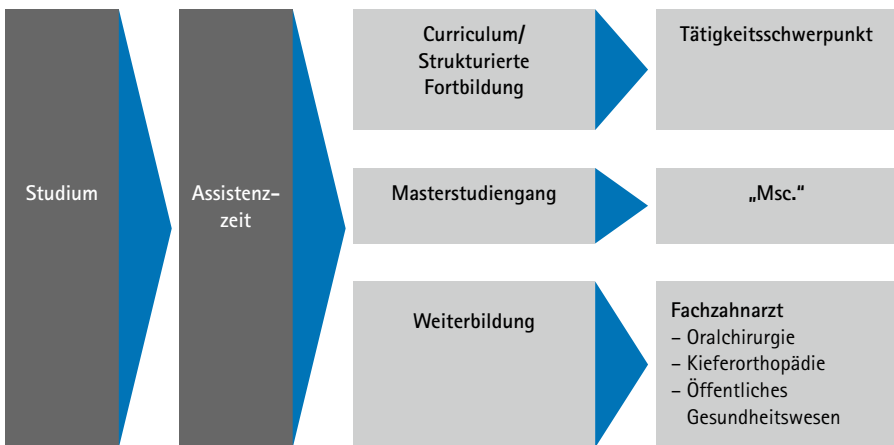 Studium
Assistenz-
zeit
Curriculum/
Strukturierte
Fortbildung
Tätigkeitsschwerpunkt
Masterstudiengang
„Msc.“
Weiterbildung
Fachzahnarzt
– Oralchirurgie
– Kieferorthopädie
– Öffentliches
Gesundheitswesen